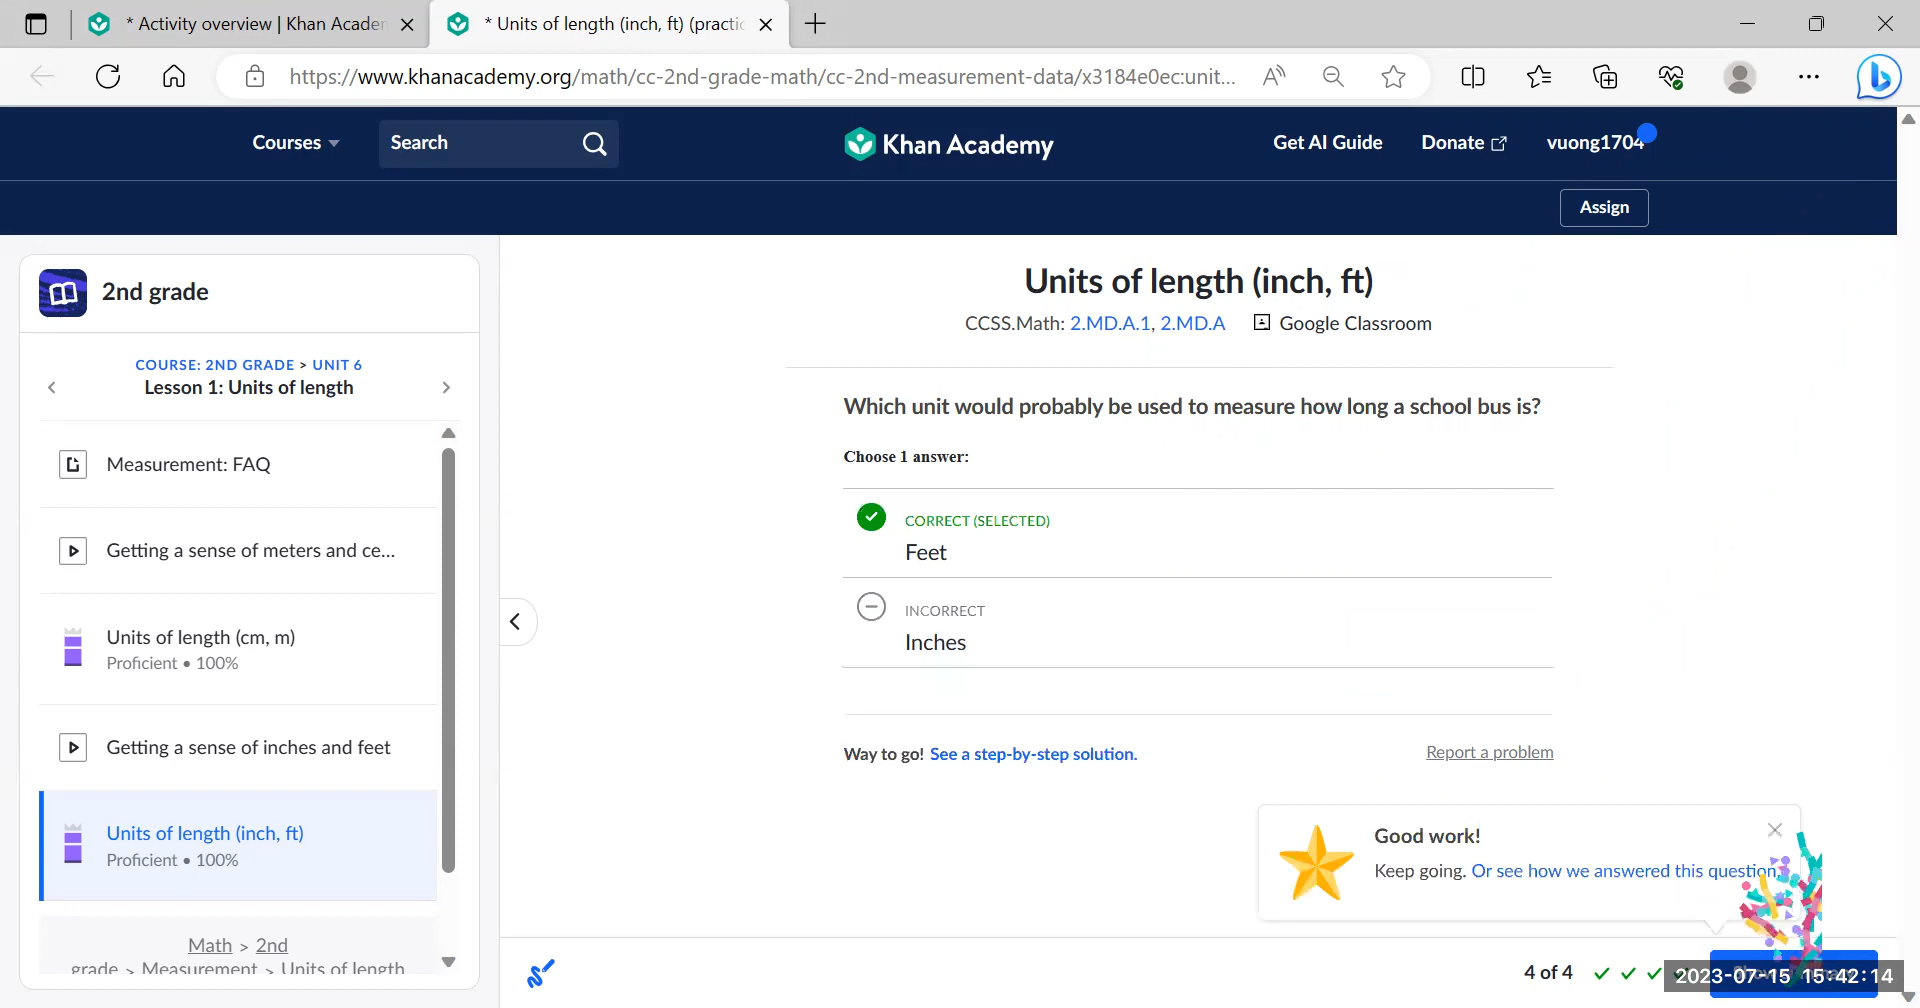 * Activity overview | Khan Acader
* Units of length (inch, ft) (practic
https://www.khanacademy.org/math/cc-2nd-grade-math/cc-2nd-measurement-data/x3184e0ec:unit...
Courses
Search
Khan Academy
Get AI Guide
Donate
vuong1704
Assign
2nd grade
COURSE: 2ND GRADE > UNIT 6
Lesson 1: Units of length
Measurement: FAQ
Getting a sense of meters and ce...
Units of length (cm, m)
Proficient • 100%
Getting a sense of inches and feet
Units of length (inch, ft)
Proficient • 100%
Math > 2nd
grade > Measurement > Units of length
Units of length (inch, ft)
CCSS.Math: 2.MD.A.1, 2.MD.A
Google Classroom
Which unit would probably be used to measure how long a school bus is?
Choose 1 answer:
CORRECT (SELECTED)
Feet
INCORRECT
Inches
Way to go! See a step-by-step solution.
Report a problem
Good work!
Keep going. Or see how we answered this question.
4 of 4
2023-07-15 15:42:14